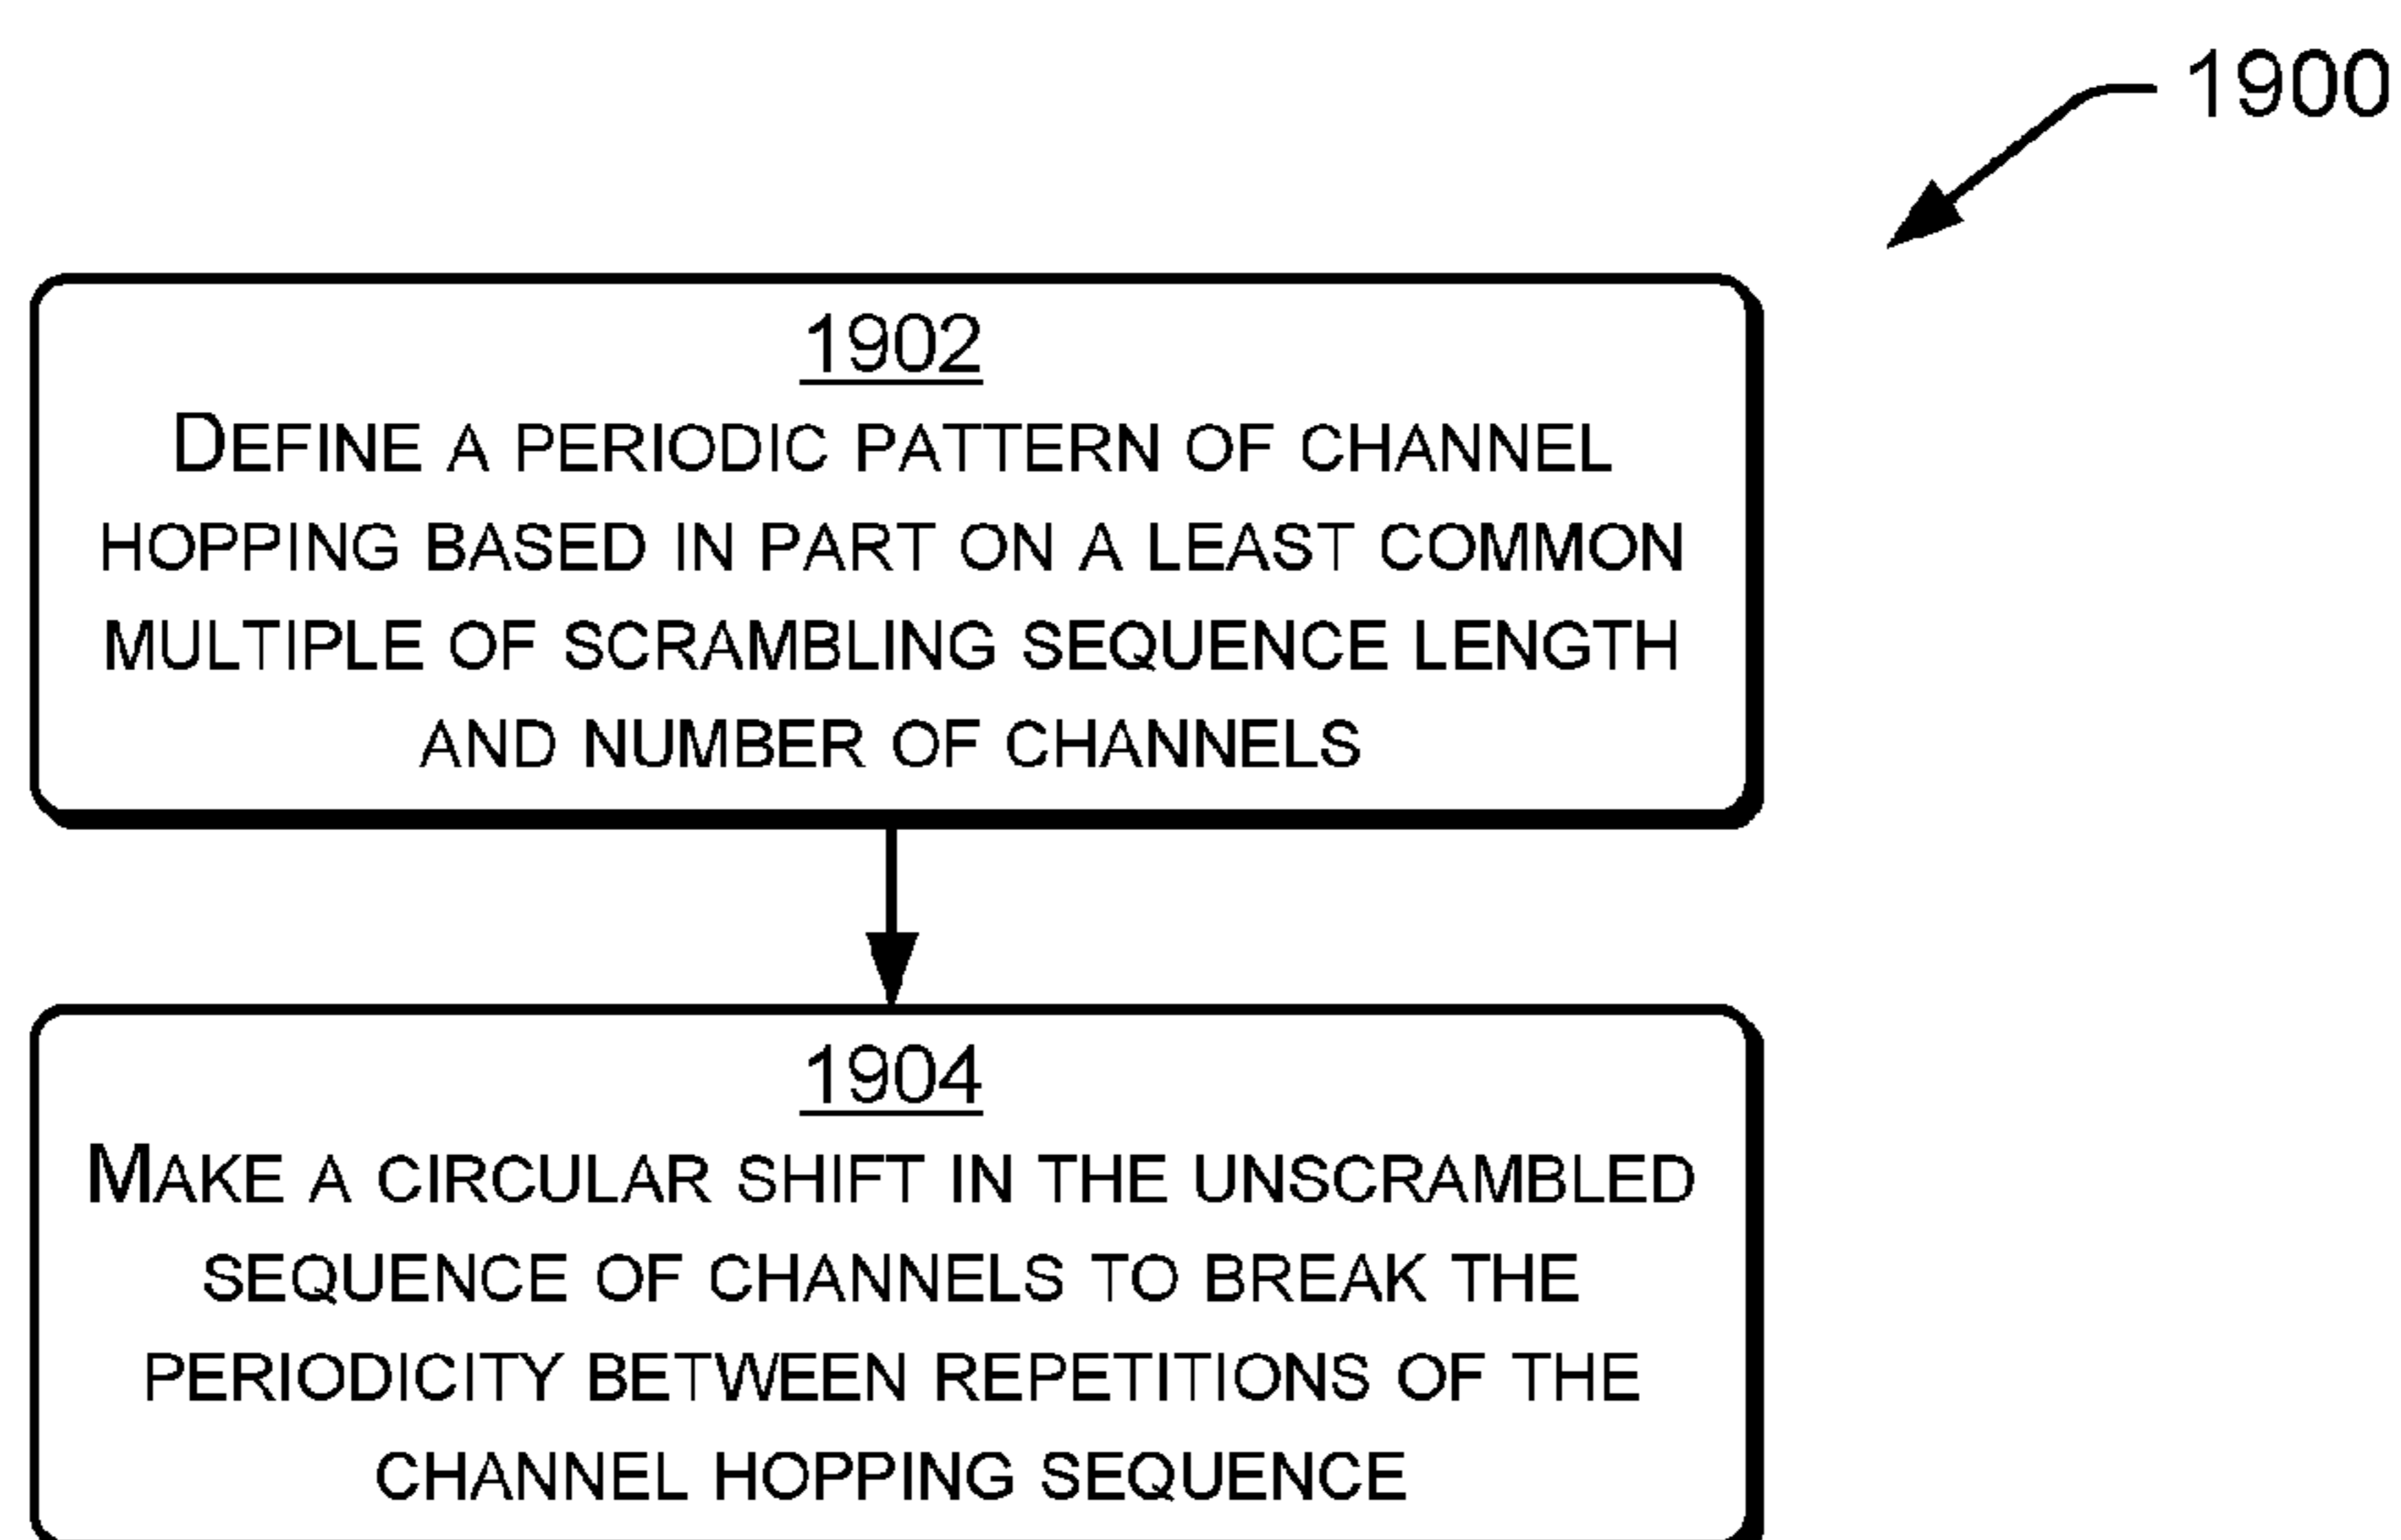 1900
1902
DEFINE A PERIODIC PATTERN OF CHANNEL
HOPPING BASED IN PART ON A LEAST COMMON
MULTIPLE OF SCRAMBLING SEQUENCE LENGTH
AND NUMBER OF CHANNELS
1904
MAKE A CIRCULAR SHIFT IN THE UNSCRAMBLED
SEQUENCE OF CHANNELS TO BREAK THE
PERIODICITY BETWEEN REPETITIONS OF THE
CHANNEL HOPPING SEQUENCE